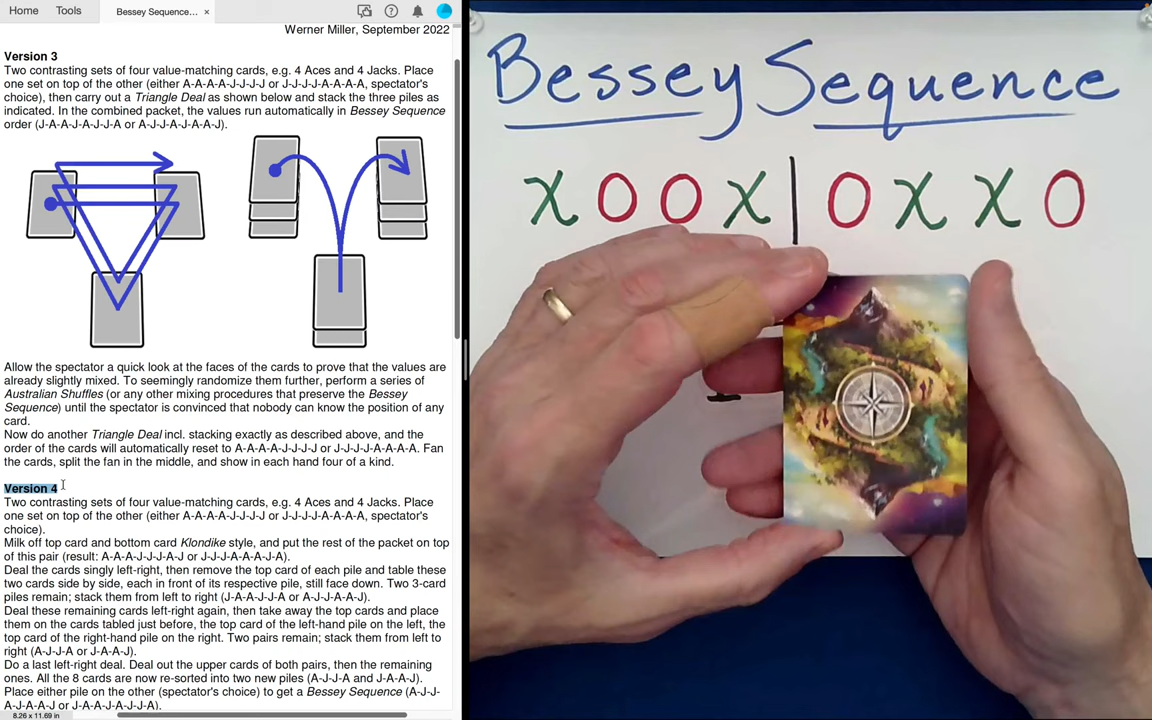 Home Tools Bessey Sequence... ×
Werner Miller, September 2022
Version 3
Two contrasting sets of four value-matching cards, e.g. 4 Aces and 4 Jacks. Place
one set on top of the other (either A-A-A-A-J-J-J-J or J-J-J-J-A-A-A-A, spectator's
choice), then carry out a Triangle Deal as shown below and stack the three piles as
indicated. In the combined packet, the values run automatically in Bessey Sequence
order (J-A-A-J-A-J-J-A or A-J-J-A-J-A-A-J).
Allow the spectator a quick look at the faces of the cards to prove that the values are
already slightly mixed. To seemingly randomize them further, perform a series of
Australian Shuffles (or any other mixing procedures that preserve the Bessey
Sequence) until the spectator is convinced that nobody can know the position of any
card.
Now do another Triangle Deal incl. stacking exactly as described above, and the
order of the cards will automatically reset to A-A-A-A-J-J-J-J or J-J-J-J-A-A-A-A. Fan
the cards, split the fan in the middle, and show in each hand four of a kind.
Version 4
Two contrasting sets of four value-matching cards, e.g. 4 Aces and 4 Jacks. Place
one set on top of the other (either A-A-A-A-J-J-J-J or J-J-J-J-A-A-A-A, spectator's
choice).
Milk off top card and bottom card Klondike style, and put the rest of the packet on top
of this pair (result: A-A-A-J-J-J-A-J or J-J-J-A-A-A-J-A).
Deal the cards singly left-right, then remove the top card of each pile and table these
two cards side by side, each in front of its respective pile, still face down. Two 3-card
piles remain; stack them from left to right (J-A-A-J-J-A or A-J-J-A-A-J).
Deal these remaining cards left-right again, then take away the top cards and place
them on the cards tabled just before, the top card of the left-hand pile on the left, the
top card of the right-hand pile on the right. Two pairs remain; stack them from left to
right (A-J-J-A or J-A-A-J).
Do a last left-right deal. Deal out the upper cards of both pairs, then the remaining
ones. All the 8 cards are now re-sorted into two new piles (A-J-J-A and J-A-A-J).
Place either pile on the other (spectator's choice) to get a Bessey Sequence (A-J-J-
A-J-A-A-J or J-A-A-J-A-J-J-A).
8.26 x 11.69 in
Bessey Sequence
X O O X | O X X O